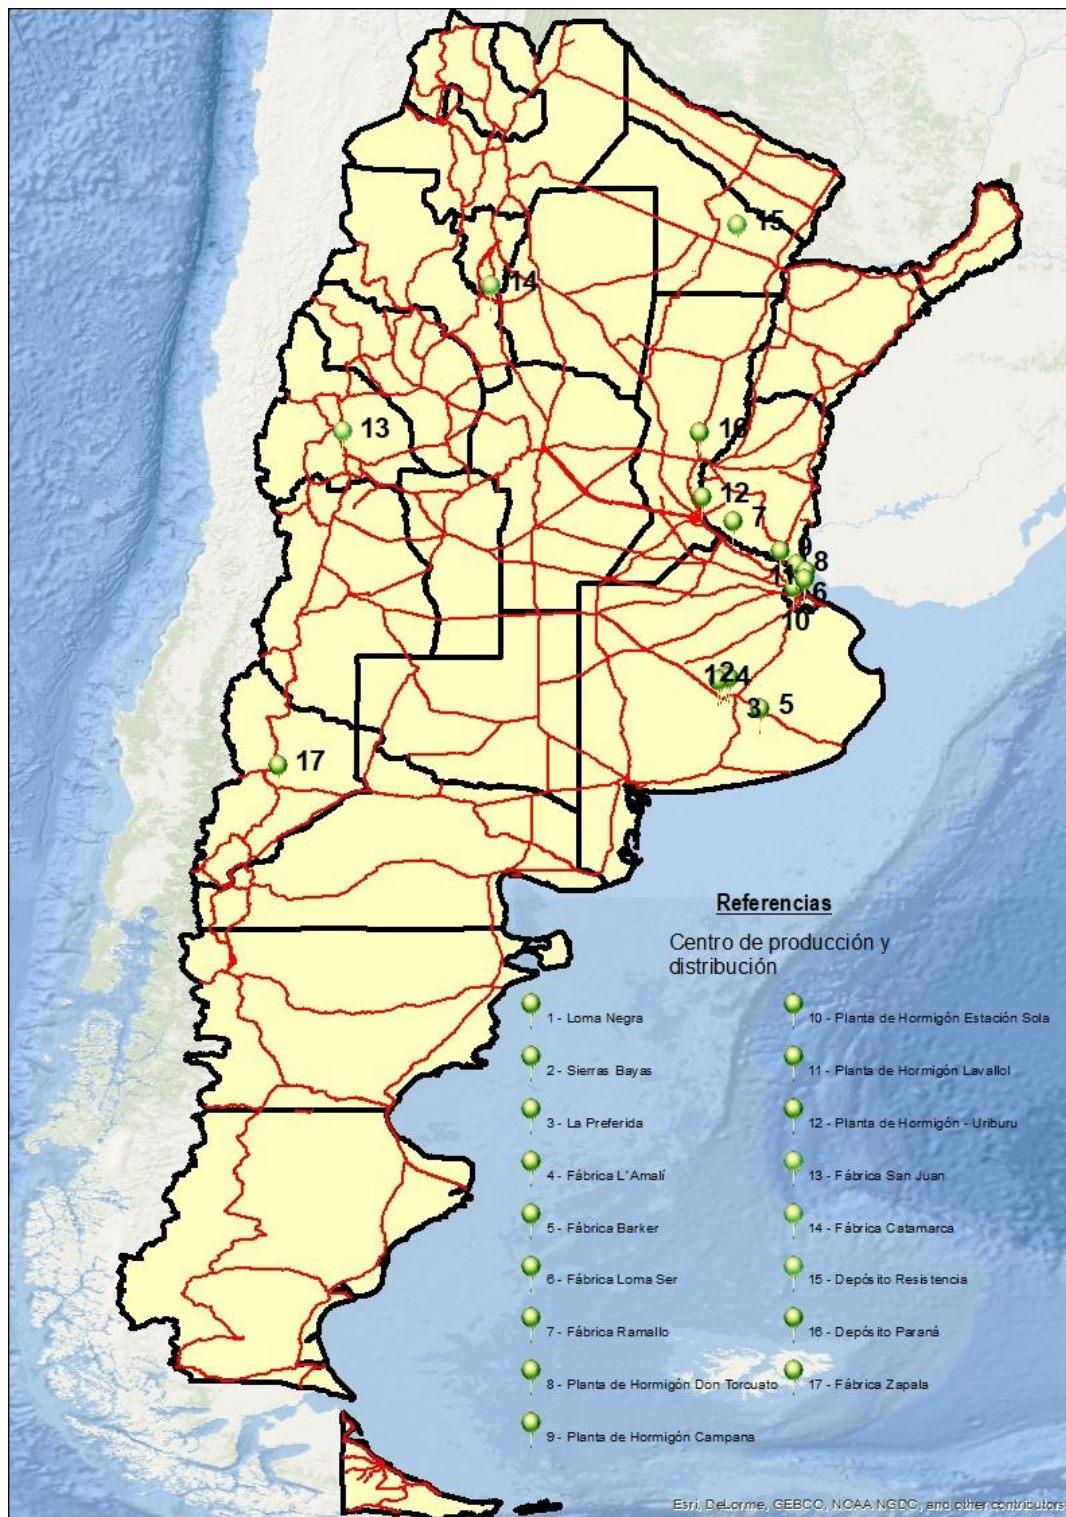 15
14
13
16
12
7
9
8
11
6
10
1
2
4
3
5
17
Referencias
Centro de producción y
distribución
1 - Loma Negra
2 - Sierras Bayas
3 - La Preferida
4 - Fábrica L´Amalí
5 - Fábrica Barker
6 - Fábrica Loma Ser
7 - Fábrica Ramallo
8 - Planta de Hormigón Don Torcuato
9 - Planta de Hormigón Campana
10 - Planta de Hormigón Estación Sola
11 - Planta de Hormigón Lavallol
12 - Planta de Hormigón - Uriburu
13 - Fábrica San Juan
14 - Fábrica Catamarca
15 - Depósito Resistencia
16 - Depósito Paraná
17 - Fábrica Zapala
Esri, DeLorme, GEBCO, NOAA NGDC, and other contributors